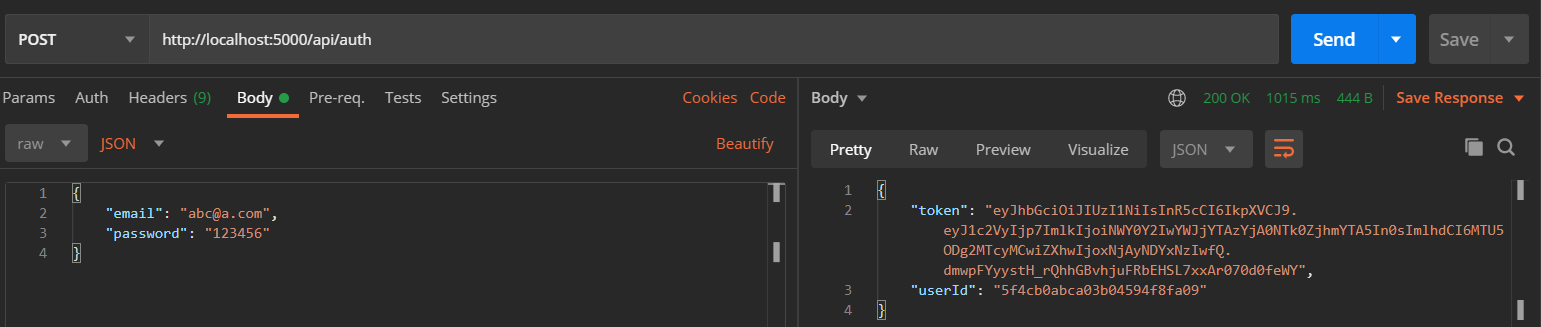 POST http://localhost:5000/api/auth Send Save
Params Auth Headers (9) Body Pre-req. Tests Settings Cookies Code
raw JSON Beautify
1 {
2 "email": "abc@a.com",
3 "password": "123456"
4 }
Body 200 OK 1015 ms 444 B Save Response
Pretty Raw Preview Visualize JSON
1 {
2 "token": "eyJhbGciOiJIUzI1NiIsInR5cCI6IkpXVCJ9.
eyJ1c2VyIjp7ImlkIjoiNWY0Y2IwYWJjYTAzYjA0NTk0ZjhmYTA5In0sImlhdCI6MTU5
ODg2MTcyMCwiZXhwIjoxNjAyNDYxNzIwfQ.
dmwpFYyystH_rQhhGBvhjuFRbEHSL7xxAr070d0feWY",
3 "userId": "5f4cb0abca03b04594f8fa09"
4 }